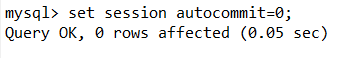 mysql> set session autocommit=0;
Query OK, 0 rows affected (0.05 sec)